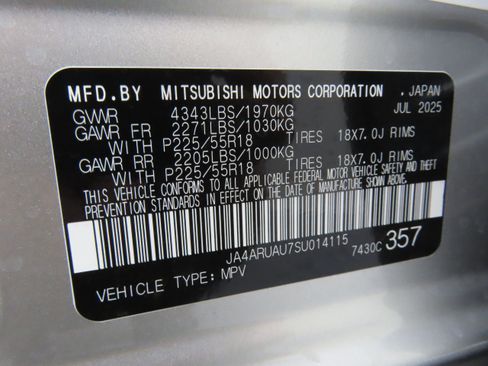 MFD.BY MITSUBISHI MOTORS CORPORATION , JAPAN
GVWR 4343LBS/1970KG JUL 2025
GAWR FR 2271LBS/1030KG
WITH P225/55R18 TIRES 18X7.0J RIMS
GAWR RR 2205LBS/1000KG
WITH P225/55R18 TIRES 18X7.0J RIMS
THIS VEHICLE CONFORMS TO ALL APPLICABLE U.S.FEDERAL MOTOR VEHICLE SAFETY AND THEFT
PREVENTION STANDARDS IN EFFECT ON THE DATE OF MANUFACTURE SHOWN ABOVE.
JA4ARUAU7SU014115 7430C 357
VEHICLE TYPE: MPV